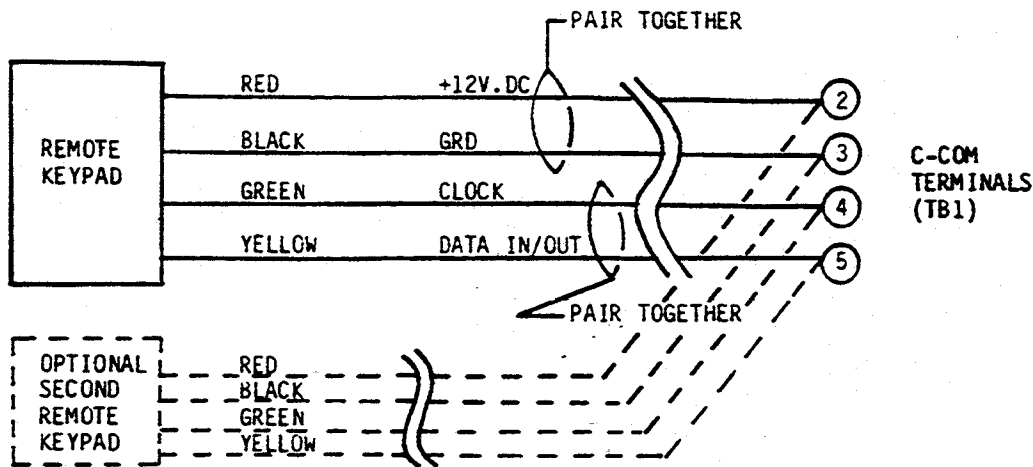 PAIR TOGETHER
REMOTE
KEYPAD
RED +12V.DC
BLACK GRD
GREEN CLOCK
YELLOW DATA IN/OUT
2
3
4
5
C-COM
TERMINALS
(TB1)
PAIR TOGETHER
OPTIONAL
SECOND
REMOTE
KEYPAD
RED
BLACK
GREEN
YELLOW